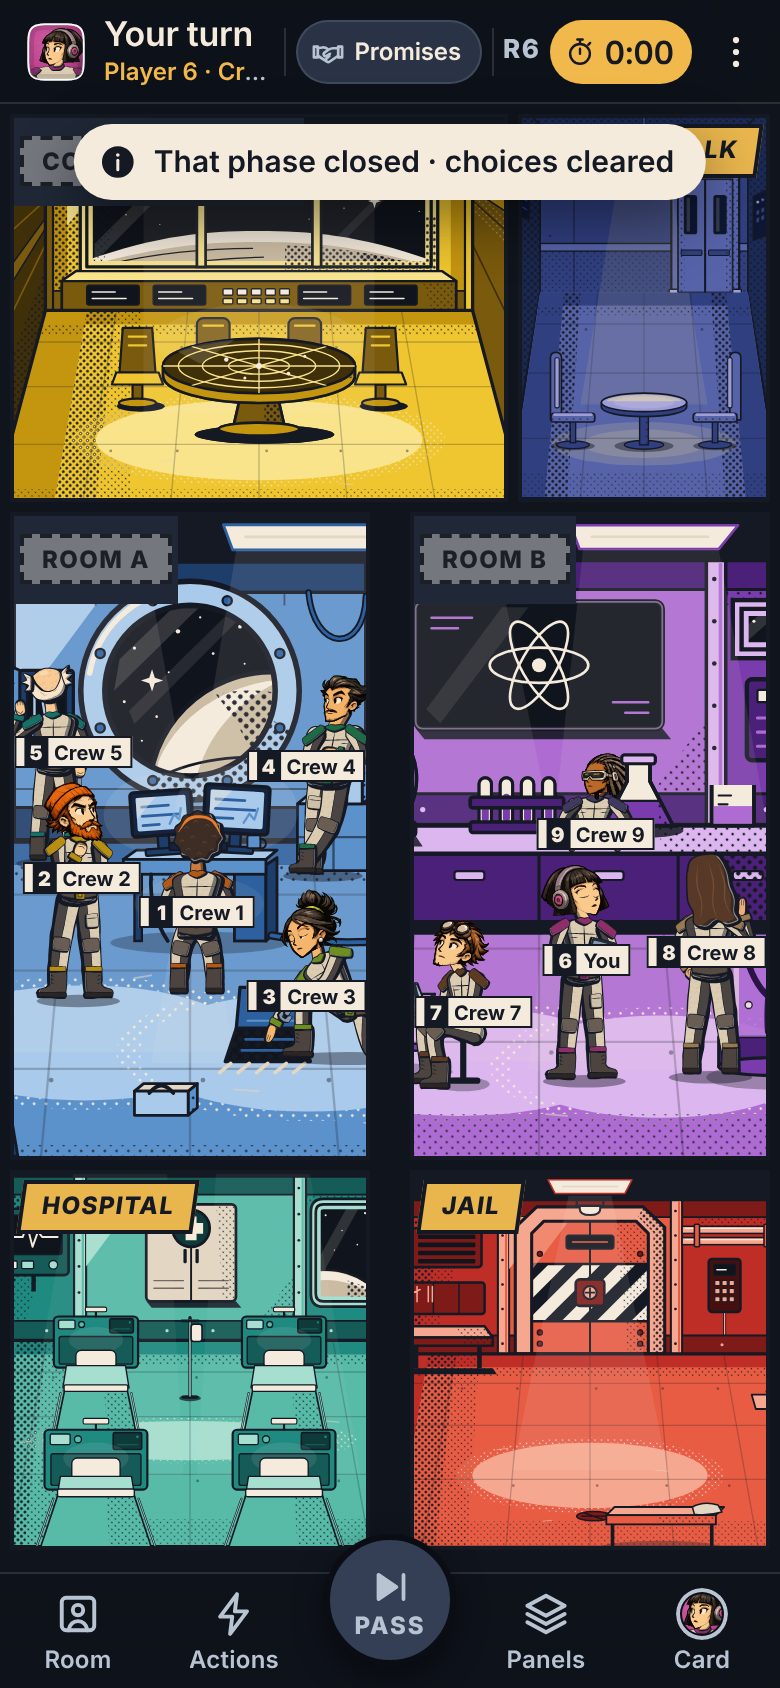 Your turn
Player 6 · Cr...
Promises
R6
0:00
That phase closed · choices cleared
LK
ROOM A
ROOM B
5 Crew 5
4 Crew 4
2 Crew 2
1 Crew 1
3 Crew 3
9 Crew 9
6 You
8 Crew 8
7 Crew 7
HOSPITAL
JAIL
PASS
Room
Actions
Panels
Card